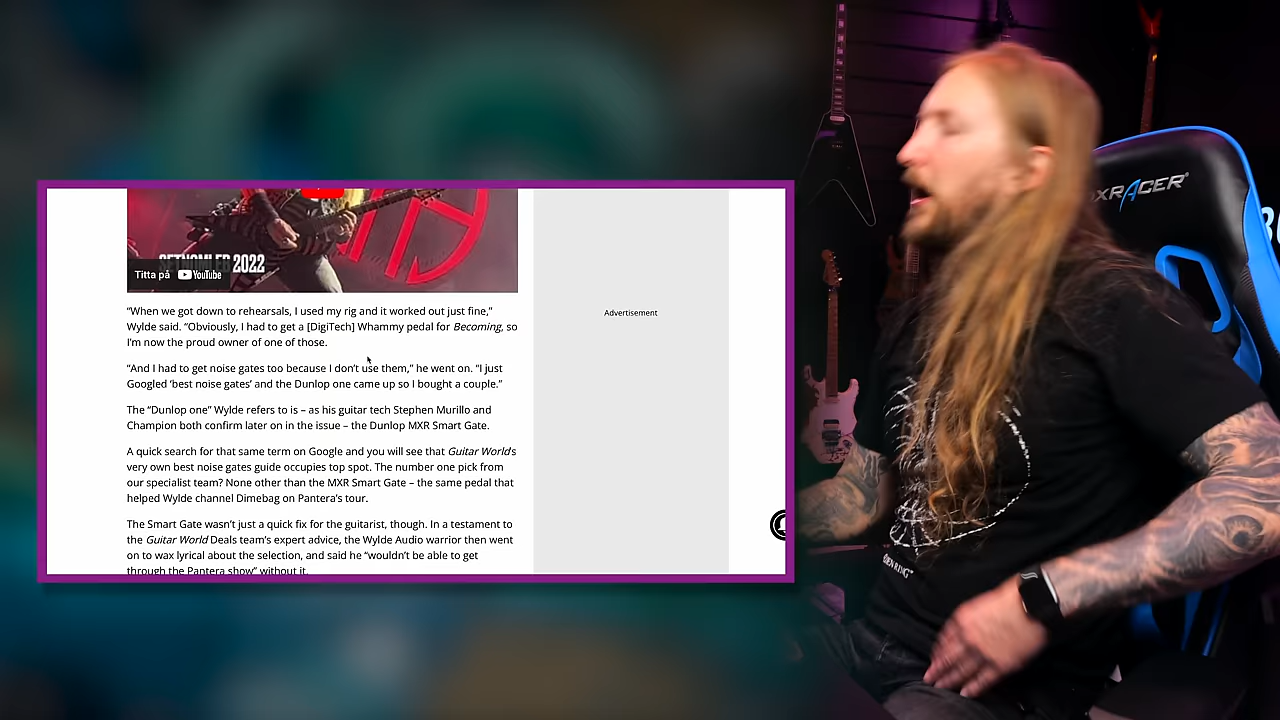 SETNOMLED 2022
Titta på YouTube
“When we got down to rehearsals, I used my rig and it worked out just fine,”
Wylde said. “Obviously, I had to get a [DigiTech] Whammy pedal for Becoming, so
I’m now the proud owner of one of those.
“And I had to get noise gates too because I don’t use them,” he went on. “I just
Googled ‘best noise gates’ and the Dunlop one came up so I bought a couple.”
The “Dunlop one” Wylde refers to is – as his guitar tech Stephen Murillo and
Champion both confirm later on in the issue – the Dunlop MXR Smart Gate.
A quick search for that same term on Google and you will see that Guitar Worlds
very own best noise gates guide occupies top spot. The number one pick from
our specialist team? None other than the MXR Smart Gate – the same pedal that
helped Wylde channel Dimebag on Pantera’s tour.
The Smart Gate wasn’t just a quick fix for the guitarist, though. In a testament to
the Guitar World Deals team’s expert advice, the Wylde Audio warrior then went
on to wax lyrical about the selection, and said he “wouldn’t be able to get
through the Pantera show” without it.
Advertisement
XRACER®